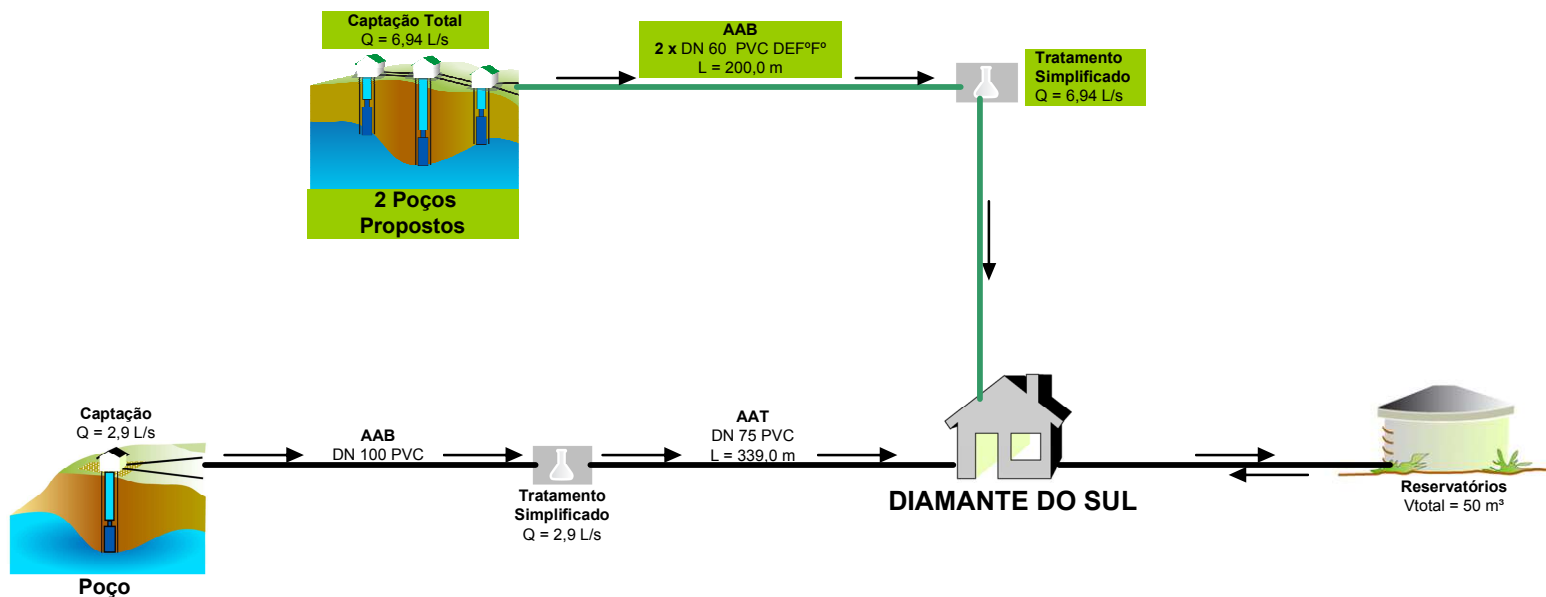 Captação Total
Q = 6,94 L/s
2 Poços
Propostos
AAB
2 x DN 60 PVC DEFºFº
L = 200,0 m
Tratamento
Simplificado
Q = 6,94 L/s
Captação
Q = 2,9 L/s
Poço
AAB
DN 100 PVC
Tratamento
Simplificado
Q = 2,9 L/s
AAT
DN 75 PVC
L = 339,0 m
DIAMANTE DO SUL
Reservatórios
Vtotal = 50 m³